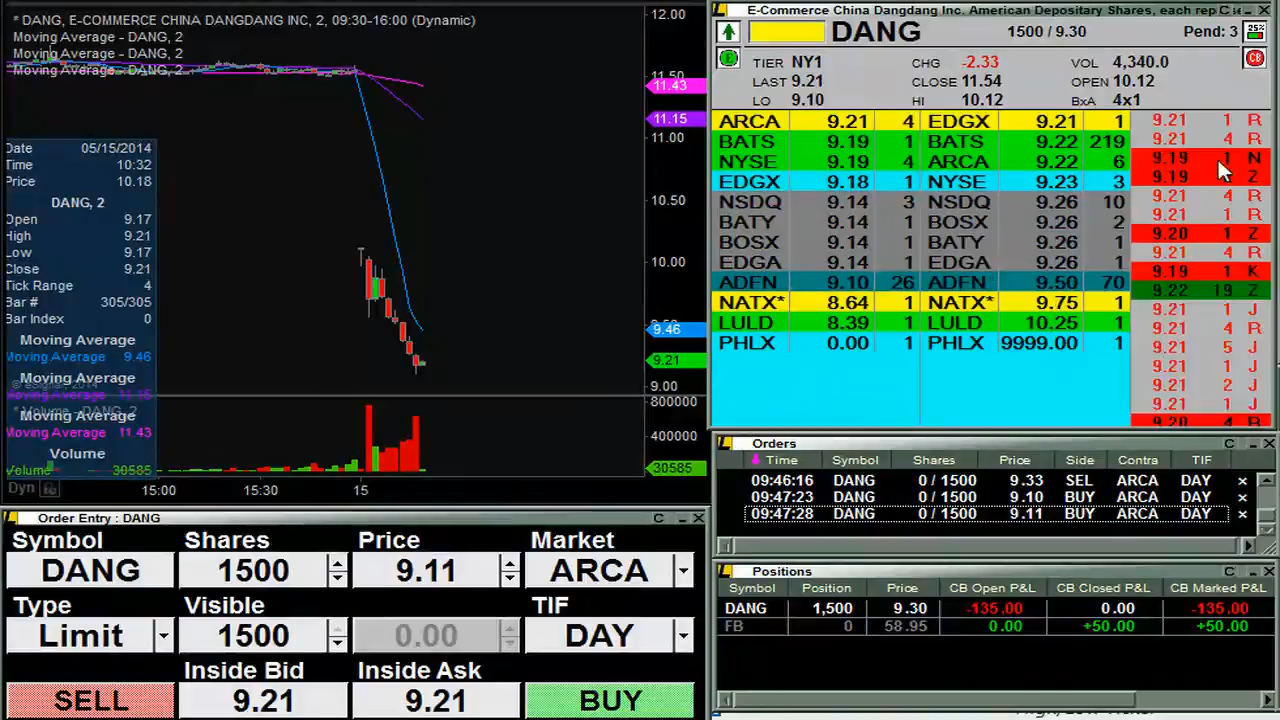 * DANG, E-COMMERCE CHINA DANGDANG INC, 2, 09:30-16:00 (Dynamic)
Moving Average - DANG, 2
Moving Average - DANG, 2
Moving Average - DANG, 2
12.00
11.50
11.43
11.15
11.00
10.50
10.00
9.46
9.21
9.00
800000
400000
30585
Date 05/15/2014
Time 10:32
Price 10.18
DANG, 2
Open 9.17
High 9.21
Low 9.17
Close 9.21
Tick Range 4
Bar # 305/305
Bar Index 0
Moving Average
Moving Average 9.46
Moving Average
Moving Average 11.15
* Volume - DANG, 2
Moving Average
Moving Average 11.43
Volume
Volume 30585
Dyn
15:00 15:30 15
E-Commerce China Dangdang Inc. American Depositary Shares, each rep
DANG 1500 / 9.30 Pend: 3 25%
TIER NY1 CHG -2.33 VOL 4,340.0 CB
LAST 9.21 CLOSE 11.54 OPEN 10.12
LO 9.10 HI 10.12 BxA 4x1
ARCA 9.21 4 EDGX 9.21 1
BATS 9.19 1 BATS 9.22 219
NYSE 9.19 4 ARCA 9.22 6
EDGX 9.18 1 NYSE 9.23 3
NSDQ 9.14 3 NSDQ 9.26 10
BATY 9.14 1 BOSX 9.26 2
BOSX 9.14 1 BATY 9.26 1
EDGA 9.14 1 EDGA 9.26 1
ADFN 9.10 26 ADFN 9.50 70
NATX* 8.64 1 NATX* 9.75 1
LULD 8.39 1 LULD 10.25 1
PHLX 0.00 1 PHLX 9999.00 1
9.21 1 R
9.21 4 R
9.19 1 N
9.19 Z
9.21 4 R
9.21 1 R
9.20 1 Z
9.21 4 R
9.19 1 K
9.22 19 Z
9.21 1 J
9.21 4 R
9.21 5 J
9.21 1 J
9.21 2 J
9.21 1 J
9.20 4 R
Orders
Time Symbol Shares Price Side Contra TIF
09:46:16 DANG 0 / 1500 9.33 SEL ARCA DAY
09:47:23 DANG 0 / 1500 9.10 BUY ARCA DAY
09:47:28 DANG 0 / 1500 9.11 BUY ARCA DAY
Order Entry : DANG
Symbol Shares Price Market
DANG 1500 9.11 ARCA
Type Visible TIF
Limit 1500 0.00 DAY
Inside Bid Inside Ask
SELL 9.21 9.21 BUY
Positions
Symbol Position Price CB Open P&L CB Closed P&L CB Marked P&L
DANG 1,500 9.30 -135.00 0.00 -135.00
FB 0 58.95 0.00 +50.00 +50.00